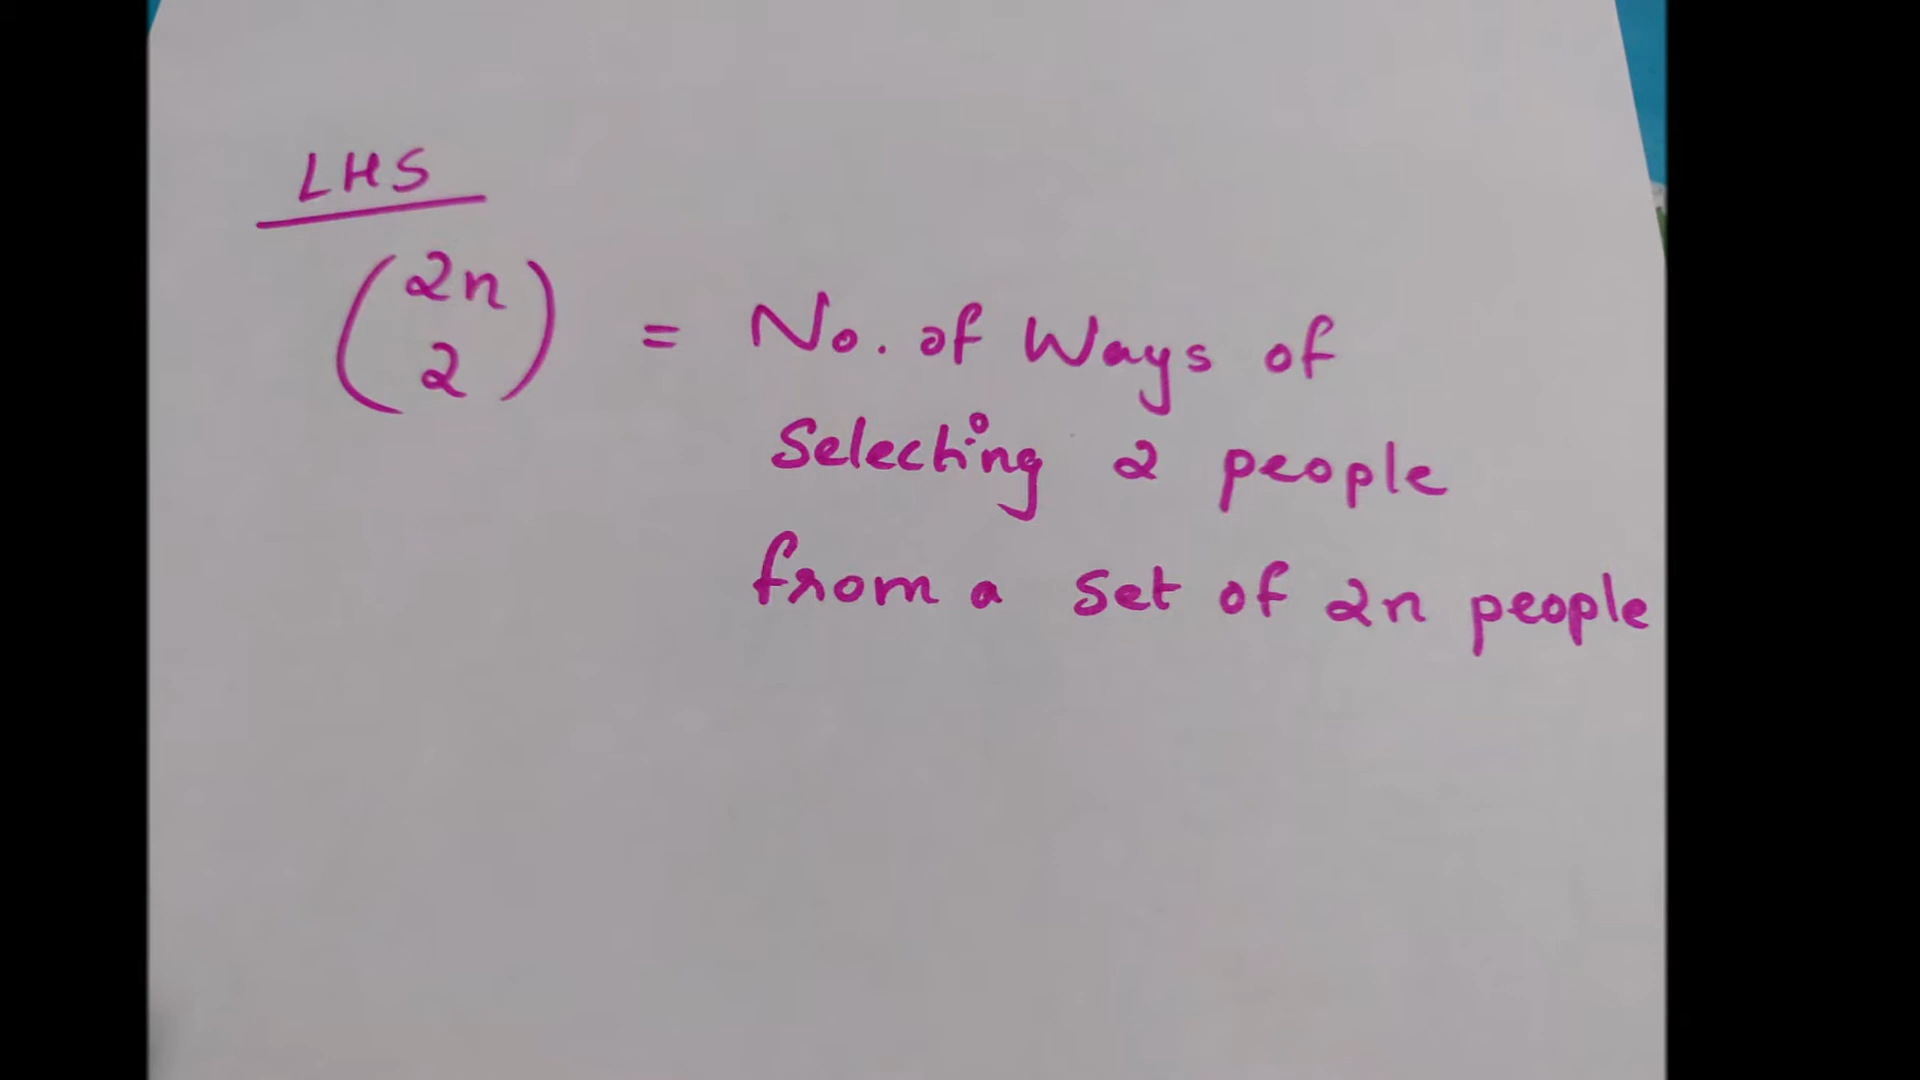 LHS
(2n
2) = No. of Ways of
Selecting 2 people
from a set of 2n people